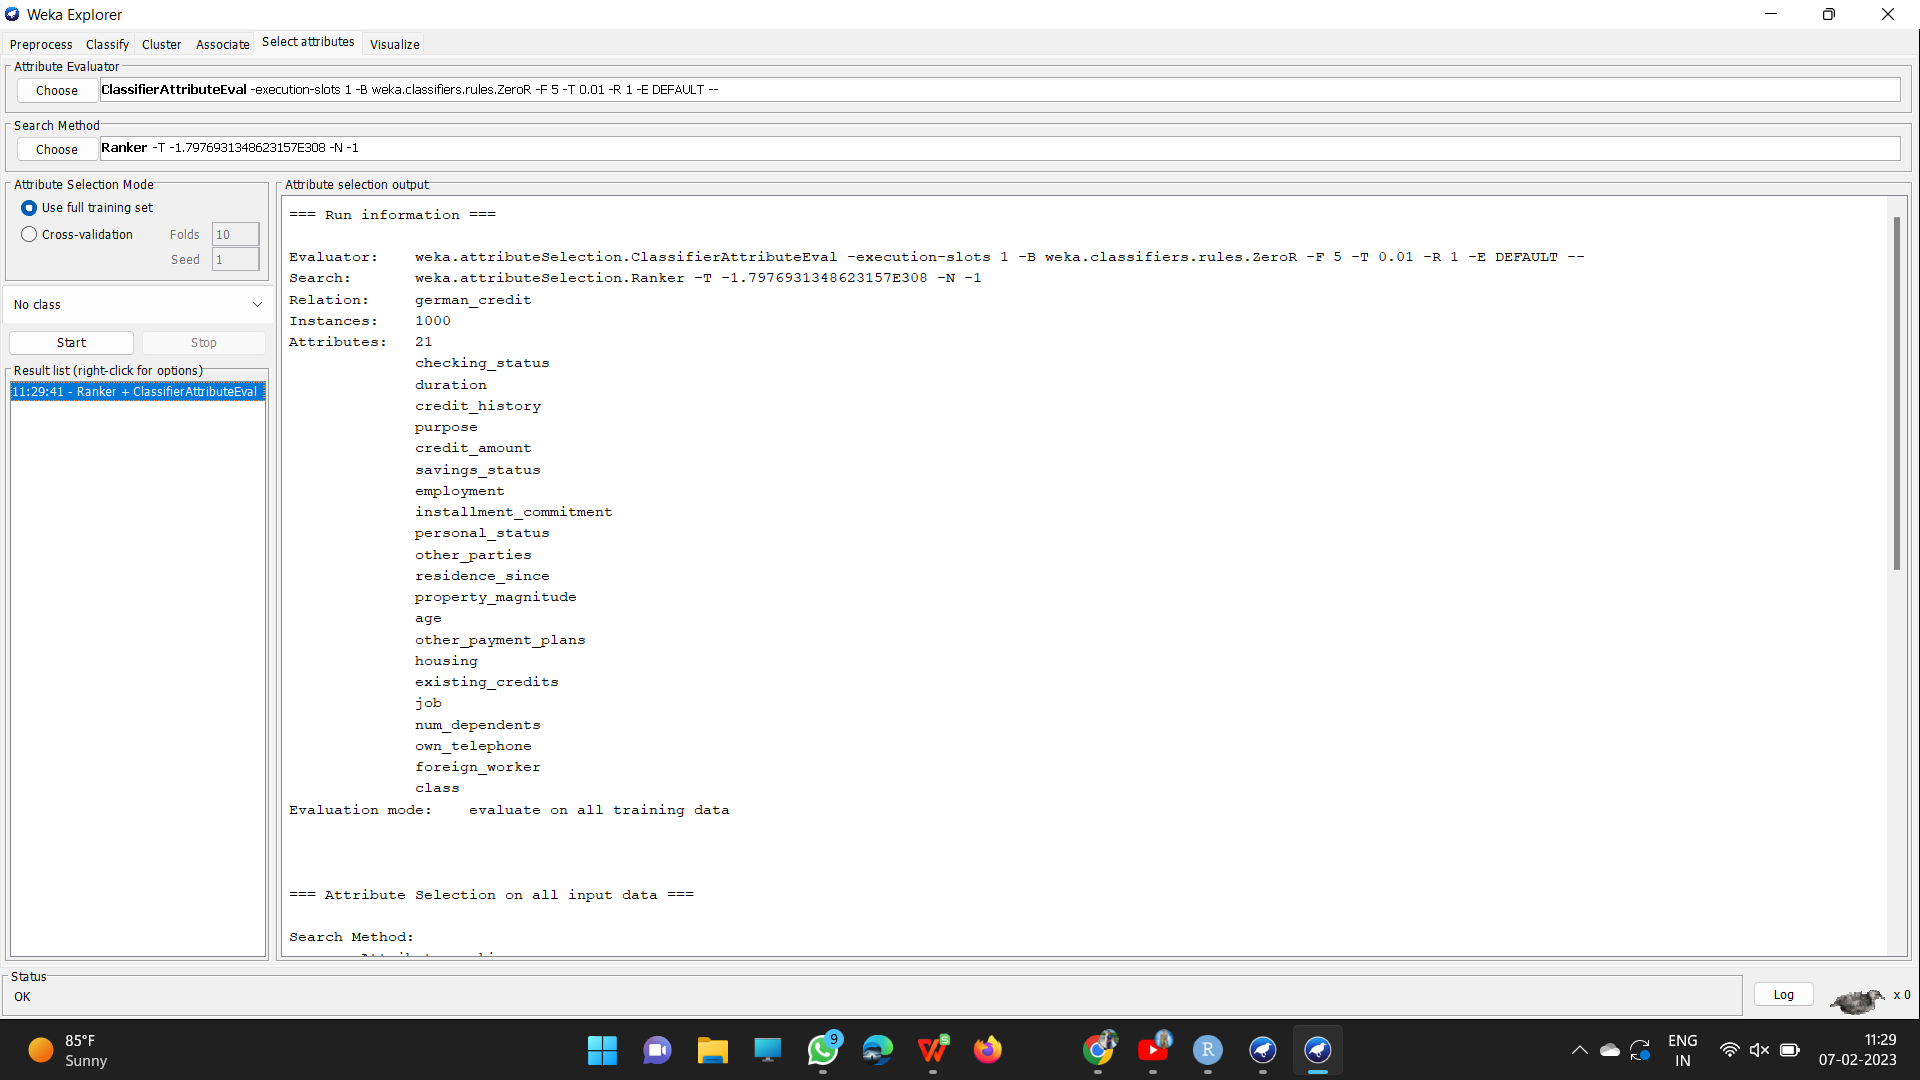 Weka Explorer
Preprocess Classify Cluster Associate Select attributes Visualize
Attribute Evaluator
Choose ClassifierAttributeEval -execution-slots 1 -B weka.classifiers.rules.ZeroR -F 5 -T 0.01 -R 1 -E DEFAULT --
Search Method
Choose Ranker -T -1.7976931348623157E308 -N -1
Attribute Selection Mode
Use full training set
Cross-validation Folds 10
Seed 1
No class
Start Stop
Result list (right-click for options)
11:29:41 - Ranker + ClassifierAttributeEval
Attribute selection output
=== Run information ===
Evaluator: weka.attributeSelection.ClassifierAttributeEval -execution-slots 1 -B weka.classifiers.rules.ZeroR -F 5 -T 0.01 -R 1 -E DEFAULT --
Search: weka.attributeSelection.Ranker -T -1.7976931348623157E308 -N -1
Relation: german_credit
Instances: 1000
Attributes: 21
checking_status
duration
credit_history
purpose
credit_amount
savings_status
employment
installment_commitment
personal_status
other_parties
residence_since
property_magnitude
age
other_payment_plans
housing
existing_credits
job
num_dependents
own_telephone
foreign_worker
class
Evaluation mode: evaluate on all training data
=== Attribute Selection on all input data ===
Search Method:
Status
OK
Log x 0
85°F
Sunny
9
ENG
IN
11:29
07-02-2023